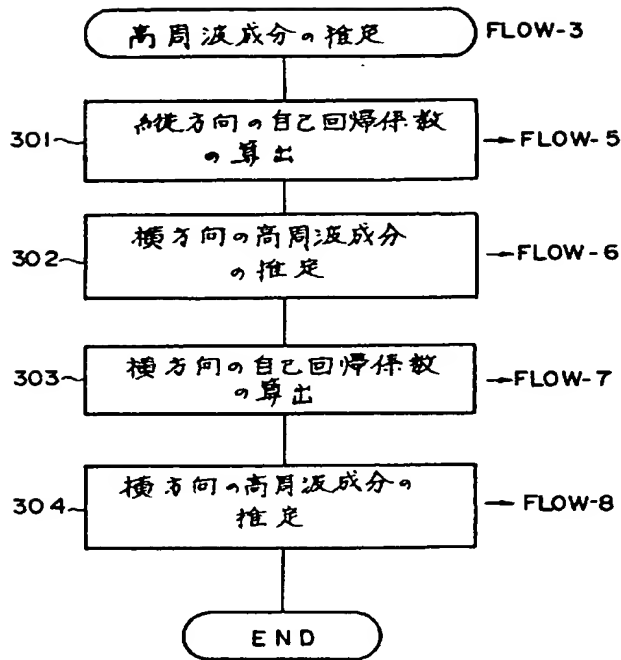 高周波成分の推定 FLOW-3
301 縦方向の自己回帰係数 →FLOW-5
の算出
302 横方向の高周波成分 →FLOW-6
の推定
303 横方向の自己回帰係数 →FLOW-7
の算出
304 横方向の高周波成分の →FLOW-8
推定
END